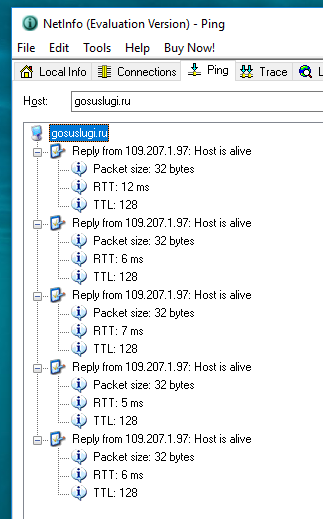 NetInfo (Evaluation Version) - Ping
File Edit Tools Help Buy Now!
Local Info Connections Ping Trace L
Host: gosuslugi.ru
gosuslugi.ru
Reply from 109.207.1.97: Host is alive
Packet size: 32 bytes
RTT: 12 ms
TTL: 128
Reply from 109.207.1.97: Host is alive
Packet size: 32 bytes
RTT: 6 ms
TTL: 128
Reply from 109.207.1.97: Host is alive
Packet size: 32 bytes
RTT: 7 ms
TTL: 128
Reply from 109.207.1.97: Host is alive
Packet size: 32 bytes
RTT: 5 ms
TTL: 128
Reply from 109.207.1.97: Host is alive
Packet size: 32 bytes
RTT: 6 ms
TTL: 128